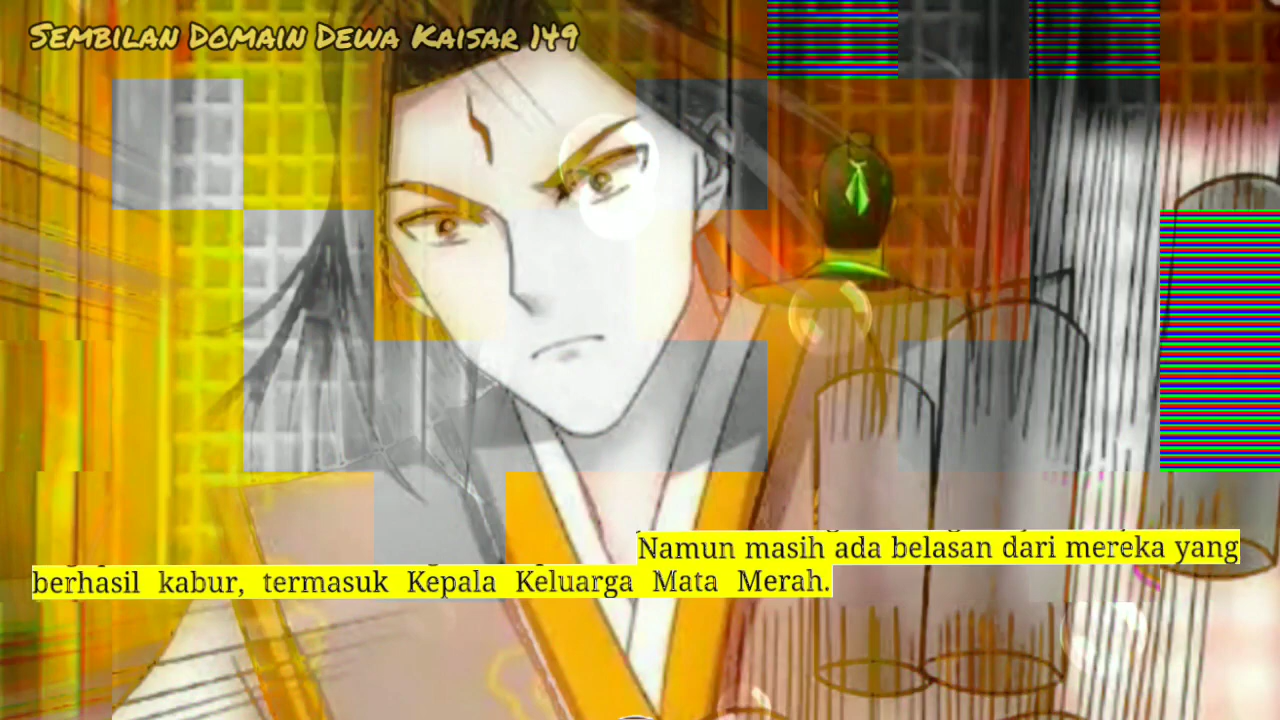 SEMBILAN DOMAIN DEWA KAISAR 149
Namun masih ada belasan dari mereka yang
berhasil kabur, termasuk Kepala Keluarga Mata Merah.